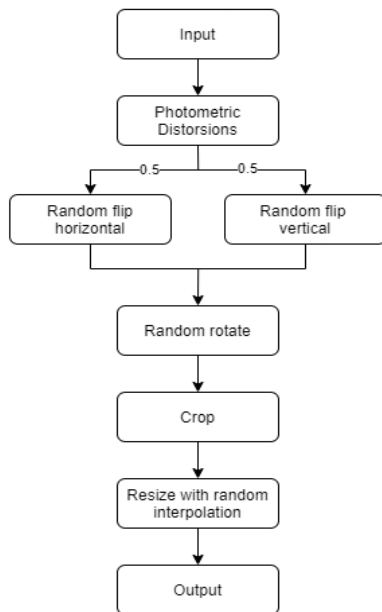 Input
Photometric
Distorsions
0.5
0.5
Random flip
horizontal
Random flip
vertical
Random rotate
Crop
Resize with random
interpolation
Output